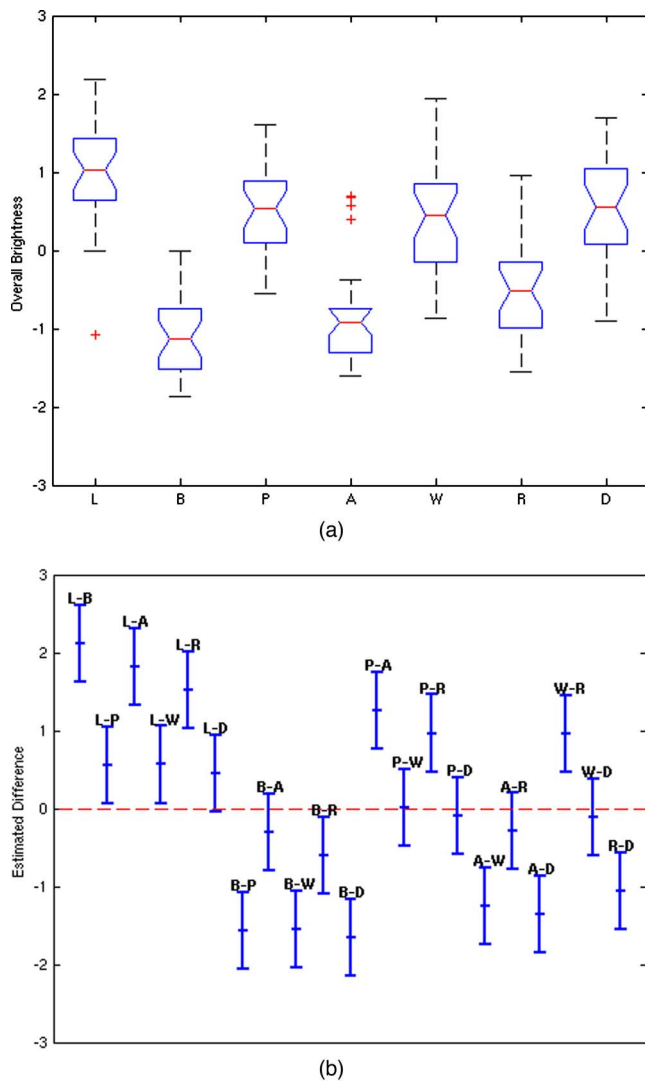 3
2
1
0
-1
-2
-3
Overall Brightness
L B P A W R D
(a)
3
2
1
0
-1
-2
-3
Estimated Difference
L-B
L-A
L-R
L-P
L-W
L-D
B-P
B-A
B-W
B-R
B-D
P-A
P-W
P-R
P-D
A-W
A-R
A-D
W-R
W-D
R-D
(b)